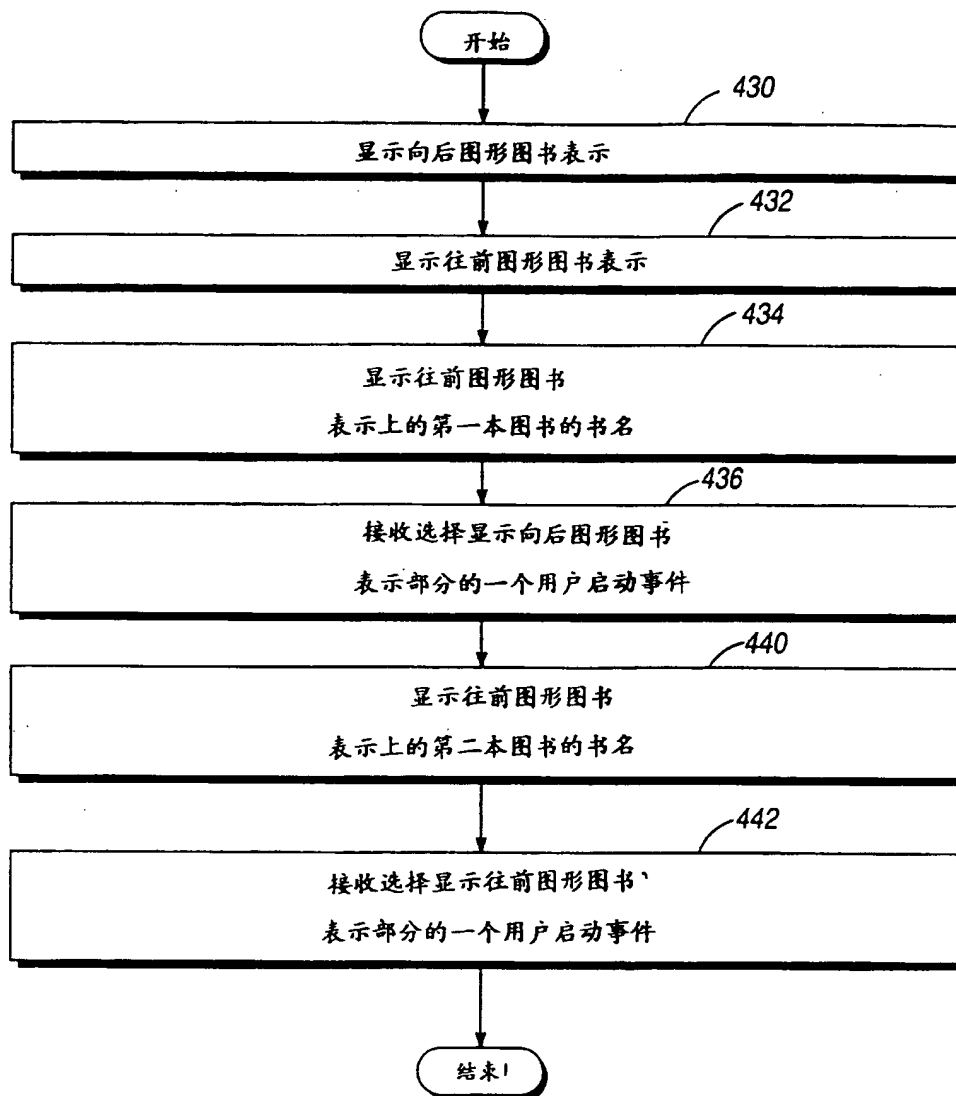 开始
430
显示向后图形图书表示
432
显示往前图形图书表示
434
显示往前图形图书
表示上的第一本图书的书名
436
接收选择显示向后图形图书
表示部分的一个用户启动事件
440
显示往前图形图书
表示上的第二本图书的书名
442
接收选择显示往前图形图书
表示部分的一个用户启动事件
结束